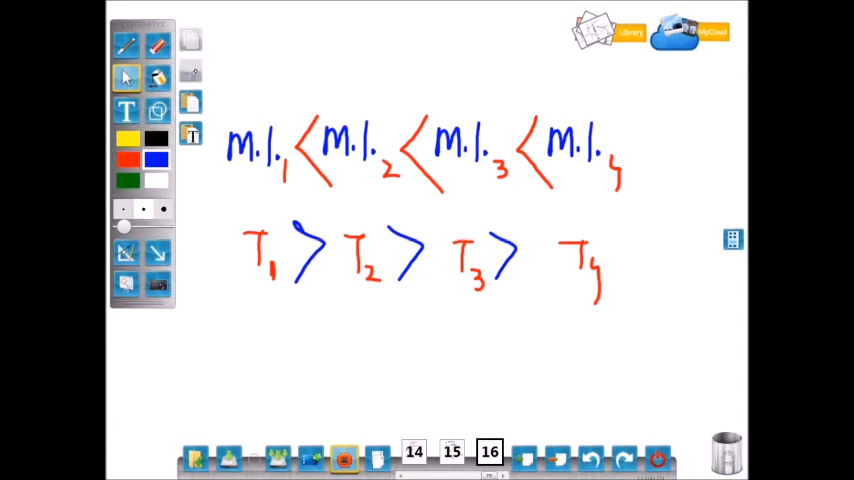 Library
MyCloud
m.I.₁ < m.I.₂ < m.I.₃ < m.I.₄
T₁ > T₂ > T₃ > T₄
T
T
14 15 16